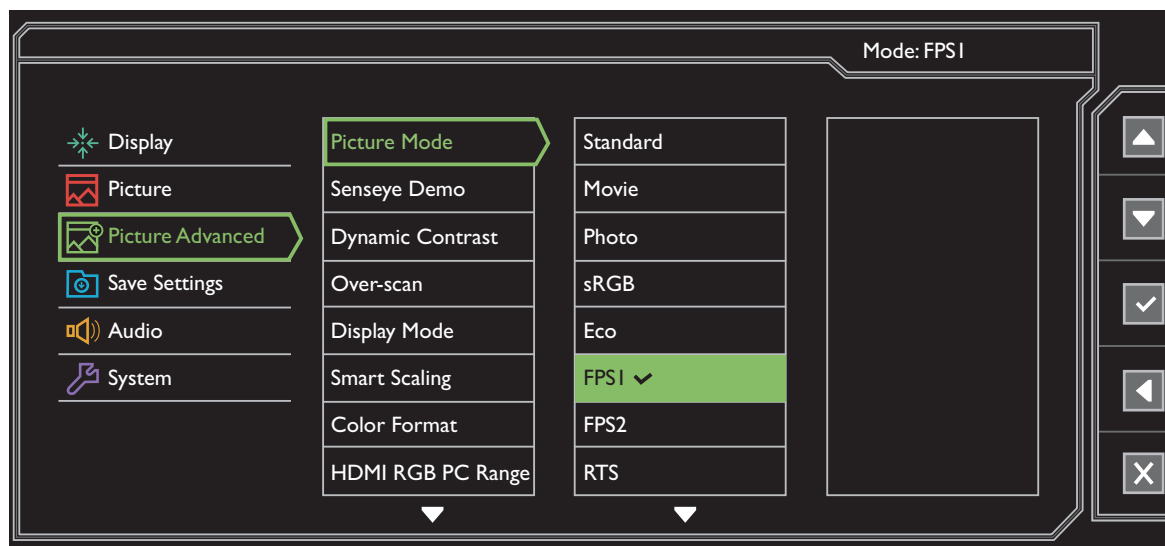 Mode: FPS1
Display
Picture
Picture Advanced
Save Settings
Audio
System
Picture Mode
Senseye Demo
Dynamic Contrast
Over-scan
Display Mode
Smart Scaling
Color Format
HDMI RGB PC Range
Standard
Movie
Photo
sRGB
Eco
FPS1
FPS2
RTS